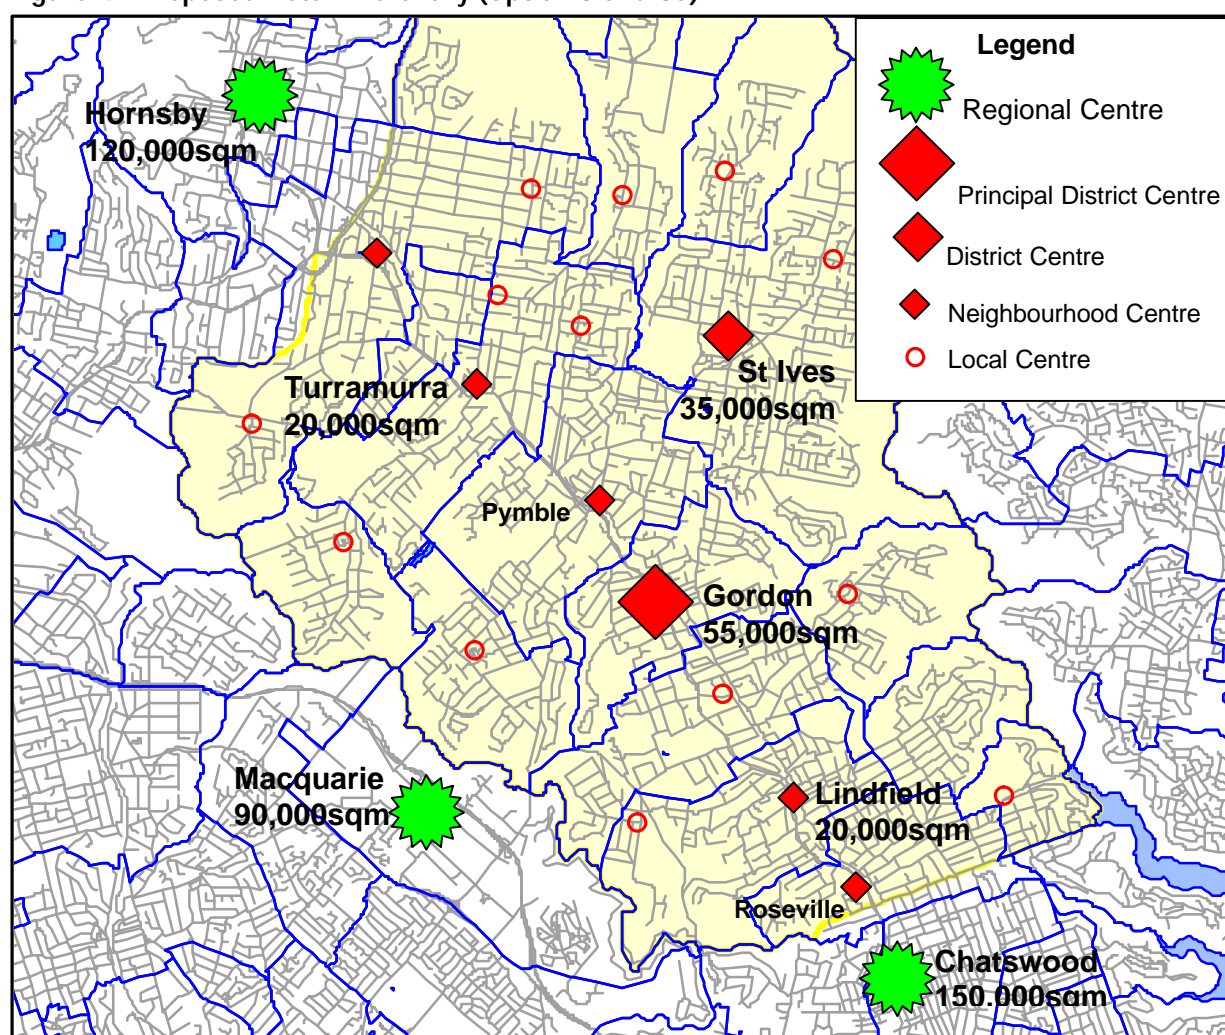 Legend
Regional Centre
Principal District Centre
District Centre
Neighbourhood Centre
Local Centre
Hornsby
120,000sqm
St Ives
35,000sqm
Turramurra
20,000sqm
Pymble
Gordon
55,000sqm
Macquarie
90,000sqm
Lindfield
20,000sqm
Roseville
Chatswood
150.000sqm